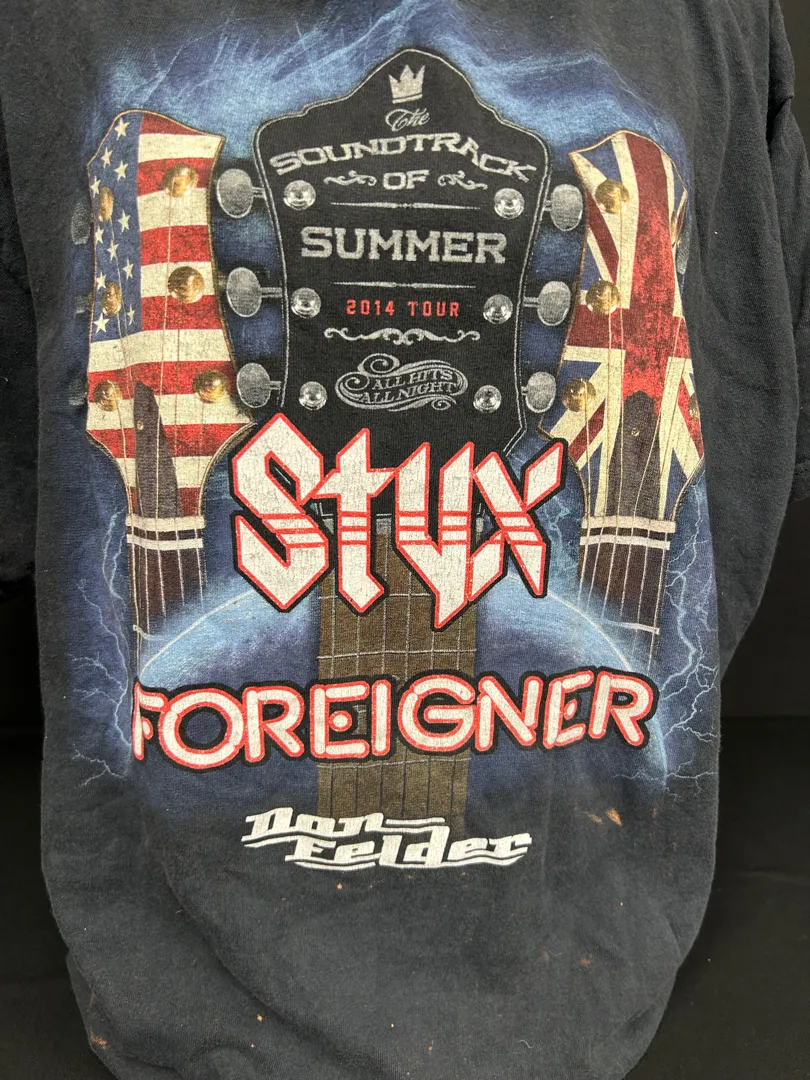 The
SOUNDTRACK
OF
SUMMER
2014 TOUR
ALL HITS
ALL NIGHT
STYX
FOREIGNER
Don
Felder